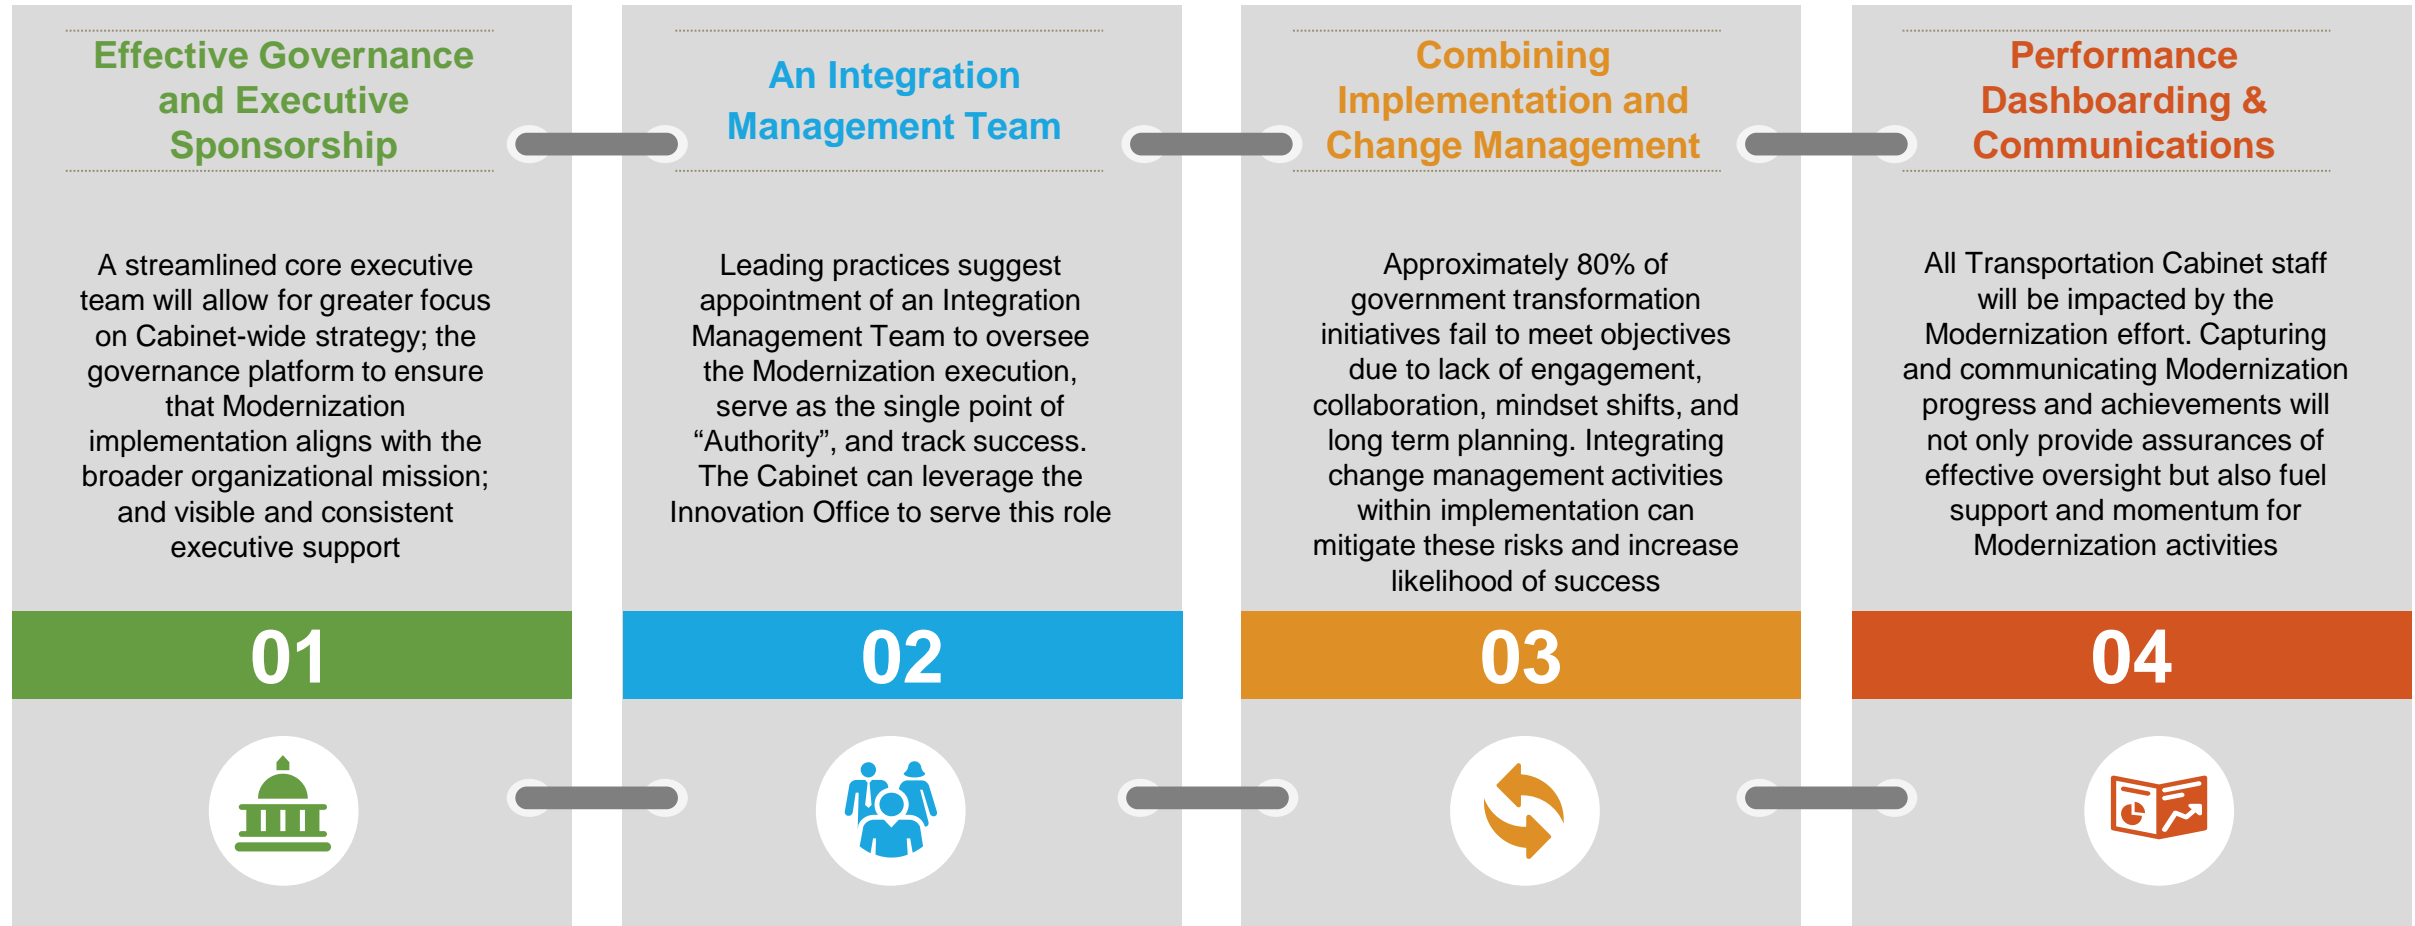 Effective Governance
and Executive
Sponsorship
A streamlined core executive
team will allow for greater focus
on Cabinet-wide strategy; the
governance platform to ensure
that Modernization
implementation aligns with the
broader organizational mission;
and visible and consistent
executive support
01
An Integration
Management Team
Leading practices suggest
appointment of an Integration
Management Team to oversee
the Modernization execution,
serve as the single point of
“Authority”, and track success.
The Cabinet can leverage the
Innovation Office to serve this role
02
Combining
Implementation and
Change Management
Approximately 80% of
government transformation
initiatives fail to meet objectives
due to lack of engagement,
collaboration, mindset shifts, and
long term planning. Integrating
change management activities
within implementation can
mitigate these risks and increase
likelihood of success
03
Performance
Dashboarding &
Communications
All Transportation Cabinet staff
will be impacted by the
Modernization effort. Capturing
and communicating Modernization
progress and achievements will
not only provide assurances of
effective oversight but also fuel
support and momentum for
Modernization activities
04